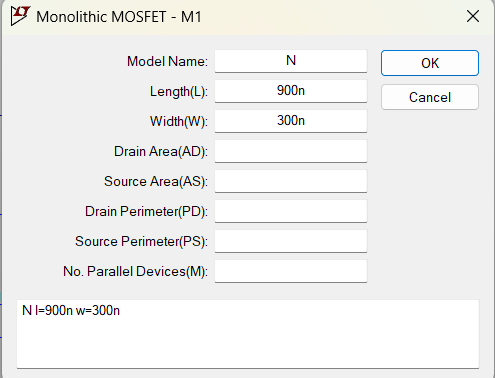 Monolithic MOSFET - M1
Model Name: N
OK
Length(L): 900n
Cancel
Width(W): 300n
Drain Area(AD):
Source Area(AS):
Drain Perimeter(PD):
Source Perimeter(PS):
No. Parallel Devices(M):
N l=900n w=300n